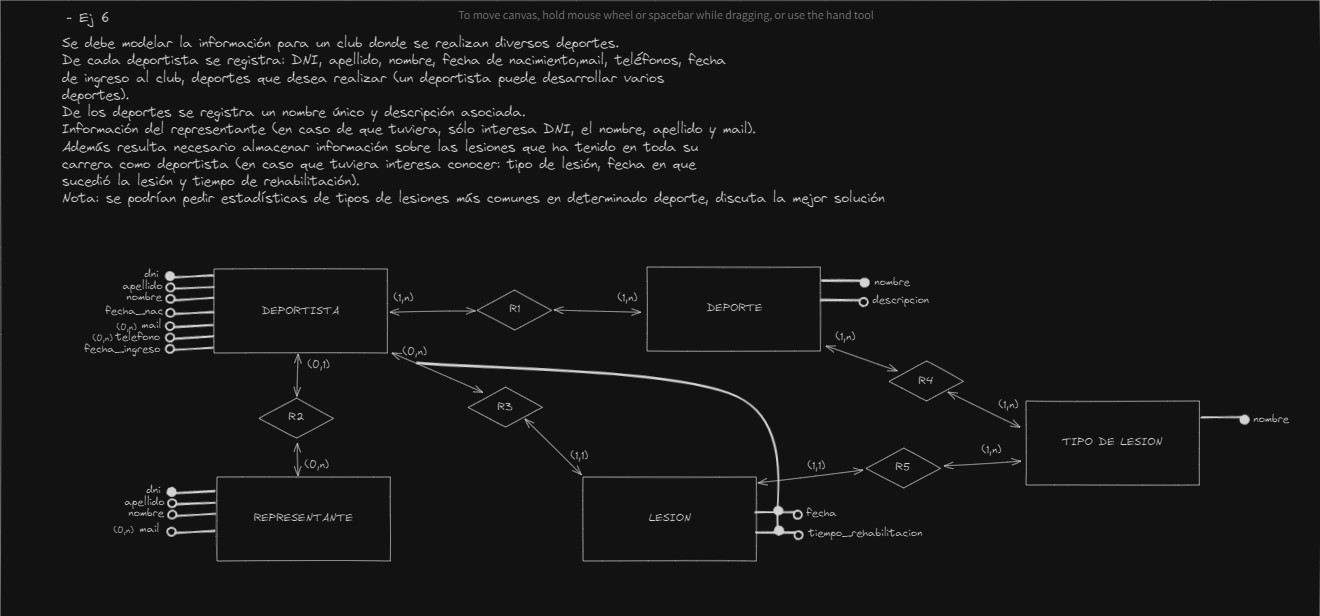 To move canvas, hold mouse wheel or spacebar while dragging, or use the hand tool
- Ej 6
Se debe modelar la información para un club donde se realizan diversos deportes.
De cada deportista se registra: DNI, apellido, nombre, fecha de nacimiento,mail, teléfonos, fecha
de ingreso al club, deportes que desea realizar (un deportista puede desarrollar varios
deportes).
De los deportes se registra un nombre único y descripción asociada.
Información del representante (en caso de que tuviera, sólo interesa DNI, el nombre, apellido y mail).
Además resulta necesario almacenar información sobre las lesiones que ha tenido en toda su
carrera como deportista (en caso que tuviera interesa conocer: tipo de lesión, fecha en que
sucedió la lesión y tiempo de rehabilitación).
Nota: se podrían pedir estadísticas de tipos de lesiones más comunes en determinado deporte, discuta la mejor solución
dni
apellido
nombre
fecha_nac
(0,n) mail
(0,n) telefono
fecha_ingreso
DEPORTISTA
(1,n)
R1
(1,n)
DEPORTE
nombre
descripcion
(0,1)
R2
(0,n)
(0,n)
R3
(1,1)
(1,n)
R4
(1,n)
TIPO DE LESION
nombre
dni
apellido
nombre
(0,n) mail
REPRESENTANTE
LESION
(1,1)
R5
(1,n)
fecha
tiempo_rehabilitacion